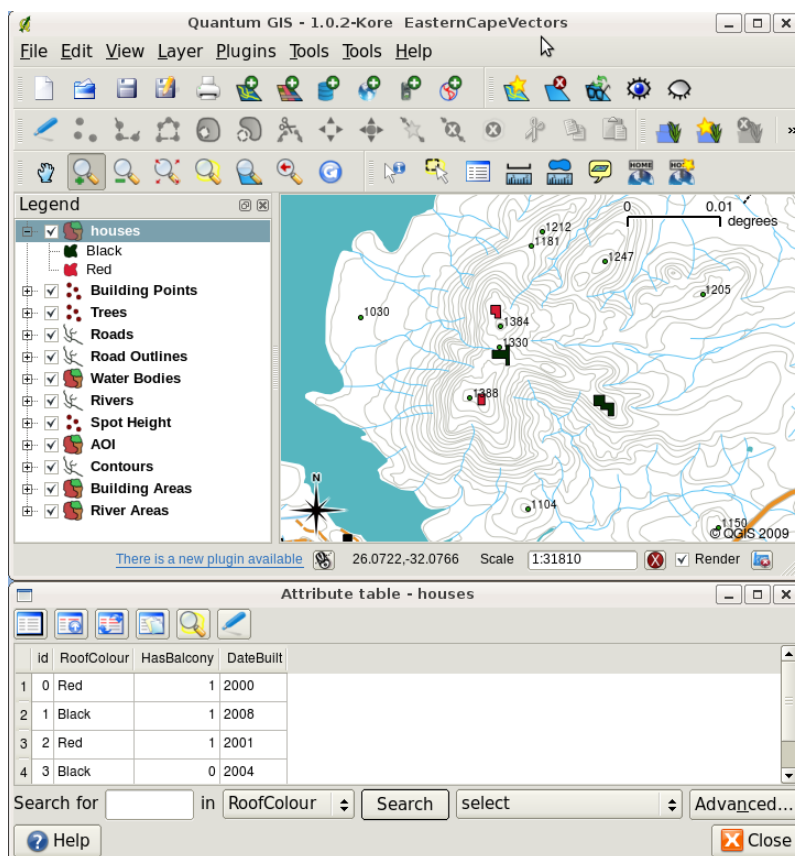 Quantum GIS - 1.0.2-Kore EasternCapeVectors
File Edit View Layer Plugins Tools Tools Help
HOME HOME
Legend
houses
Black
Red
Building Points
Trees
Roads
Road Outlines
Water Bodies
Rivers
Spot Height
AOI
Contours
Building Areas
River Areas
0 0.01
degrees
1212
1181
1247
1205
1030
1384
1330
1388
1104
1150
N
© QGIS 2009
There is a new plugin available 26.0722,-32.0766 Scale 1:31810 Render
Attribute table - houses
id RoofColour HasBalcony DateBuilt
1 0 Red 1 2000
2 1 Black 1 2008
3 2 Red 1 2001
4 3 Black 0 2004
Search for in RoofColour Search select Advanced...
Help Close